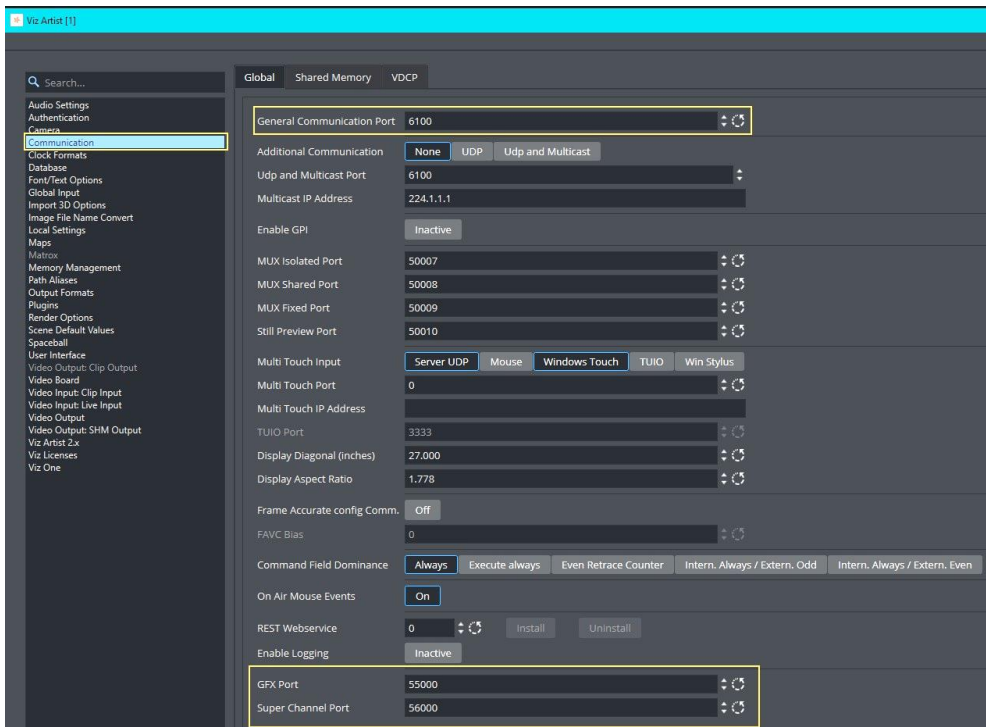 Viz Artist [1]
Search...
Audio Settings
Authentication
Camera
Communication
Clock Formats
Database
Font/Text Options
Global Input
Import 3D Options
Image File Name Convert
Local Settings
Maps
Matrox
Memory Management
Path Aliases
Output Formats
Plugins
Render Options
Scene Default Values
Spaceball
User Interface
Video Output: Clip Output
Video Board
Video Input: Clip Input
Video Input: Live Input
Video Output
Video Output: SHM Output
Viz Artist 2.x
Viz Licenses
Viz One
Global Shared Memory VDCP
General Communication Port 6100
Additional Communication None UDP Udp and Multicast
Udp and Multicast Port 6100
Multicast IP Address 224.1.1.1
Enable GPI Inactive
MUX Isolated Port 50007
MUX Shared Port 50008
MUX Fixed Port 50009
Still Preview Port 50010
Multi Touch Input Server UDP Mouse Windows Touch TUIO Win Stylus
Multi Touch Port 0
Multi Touch IP Address
TUIO Port 3333
Display Diagonal (inches) 27.000
Display Aspect Ratio 1.778
Frame Accurate config Comm. Off
FAVC Bias 0
Command Field Dominance Always Execute always Even Retrace Counter Intern. Always / Extern. Odd Intern. Always / Extern. Even
On Air Mouse Events On
REST Webservice 0 Install Uninstall
Enable Logging Inactive
GFX Port 55000
Super Channel Port 56000